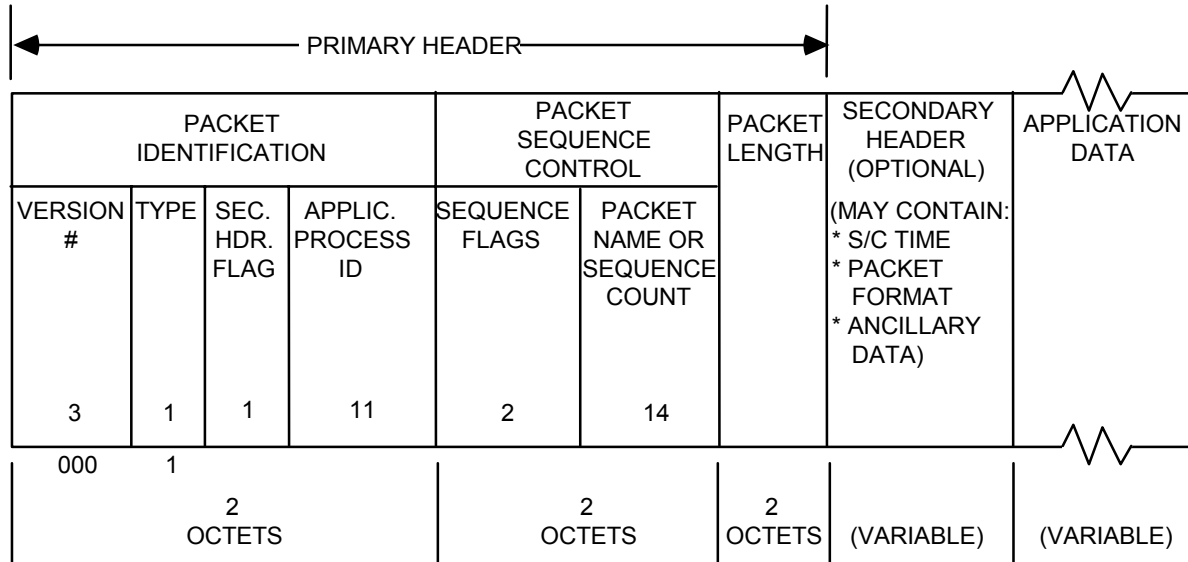 PRIMARY HEADER
PACKET
IDENTIFICATION
PACKET
SEQUENCE
CONTROL
PACKET
LENGTH
SECONDARY
HEADER
(OPTIONAL)
APPLICATION
DATA
VERSION
#
TYPE
SEC.
HDR.
FLAG
APPLIC.
PROCESS
ID
SEQUENCE
FLAGS
PACKET
NAME OR
SEQUENCE
COUNT
(MAY CONTAIN:
* S/C TIME
* PACKET
FORMAT
* ANCILLARY
DATA)
3
1
1
11
2
14
000
1
2
OCTETS
2
OCTETS
2
OCTETS
(VARIABLE)
(VARIABLE)